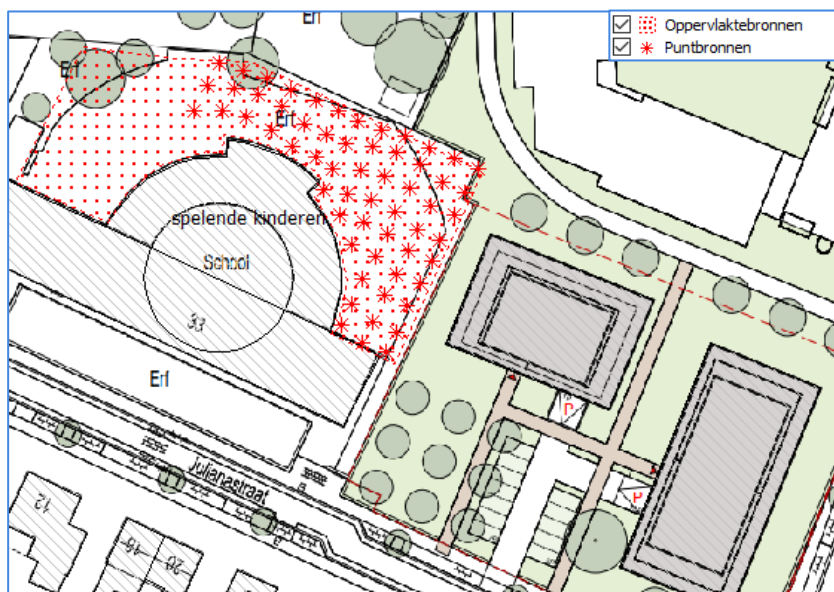 Oppervlaktebronnen
Puntbronnen
Erf
Erf
Erf
spelende kinderen
School
33
Erf
Julianastraat
P
P
12
18
20